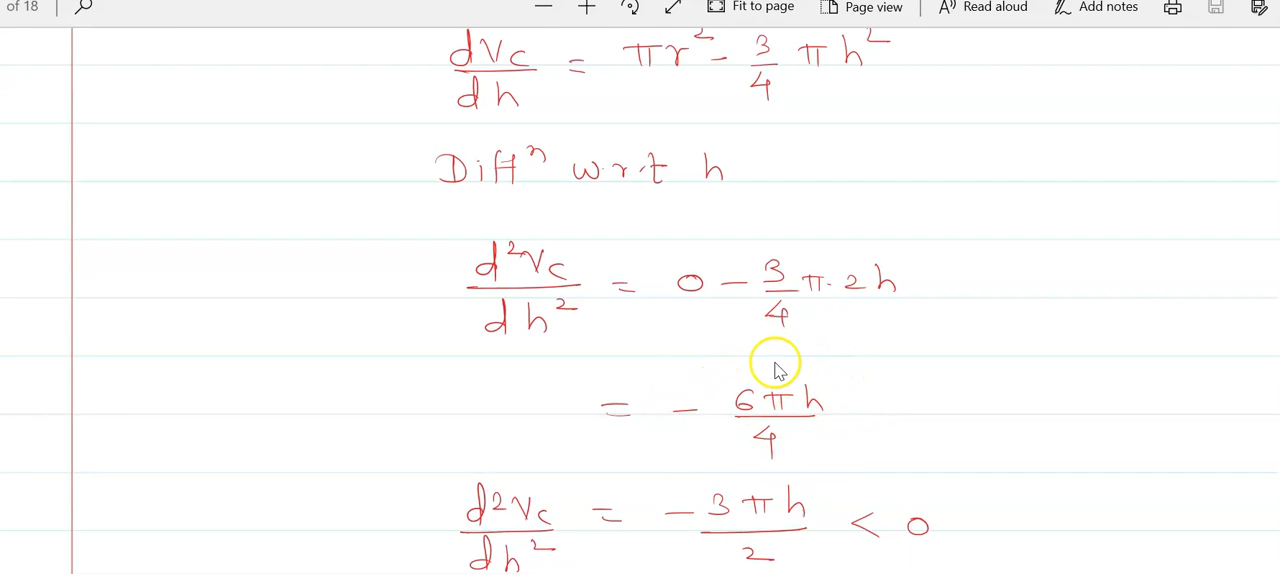 of 18 Fit to page Page view Read aloud Add notes
dVc/dh = πr² - 3/4 πh²
Diffⁿ w.r.t h
d²Vc/dh² = 0 - 3/4 π·2h
= - 6πh/4
d²Vc/dh² = -3πh/2 < 0